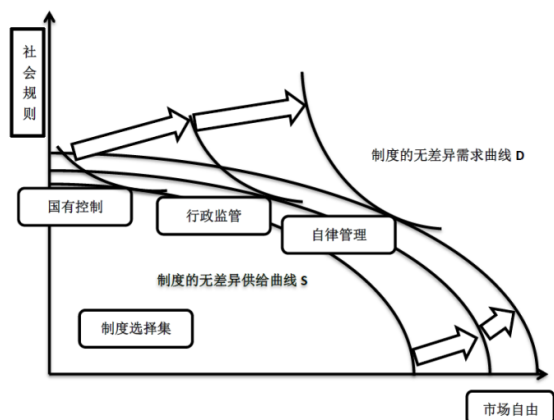 社会规则
制度的无差异需求曲线 D
国有控制
行政监管
自律管理
制度的无差异供给曲线 S
制度选择集
市场自由